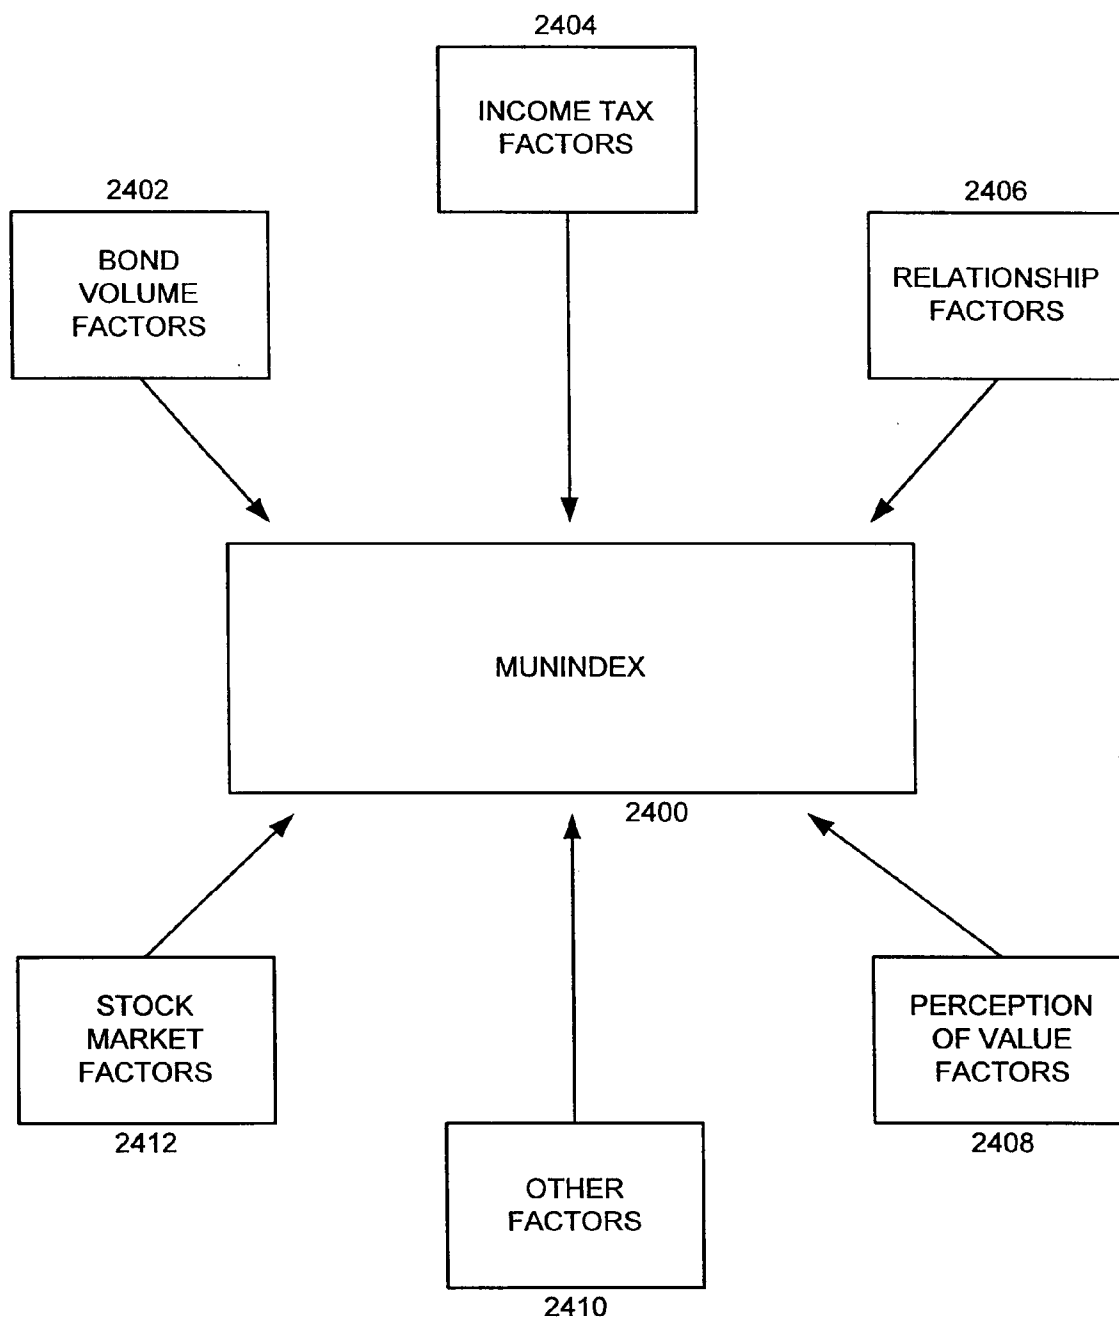 2404
INCOME TAX
FACTORS
2402
BOND
VOLUME
FACTORS
2406
RELATIONSHIP
FACTORS
MUNINDEX
2400
STOCK
MARKET
FACTORS
2412
PERCEPTION
OF VALUE
FACTORS
2408
OTHER
FACTORS
2410